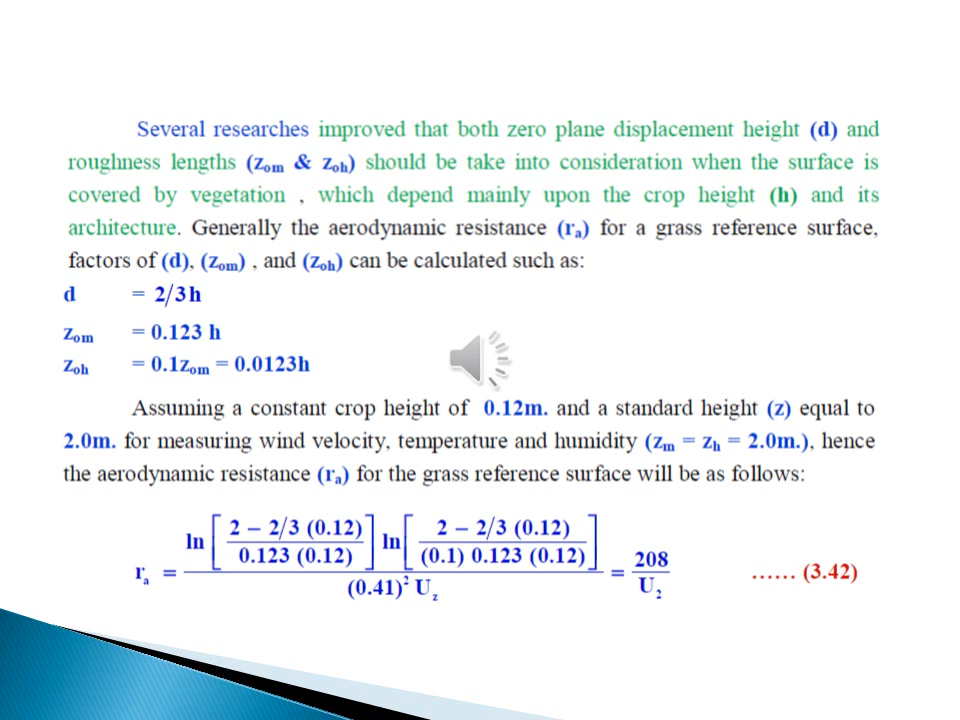 Several researches improved that both zero plane displacement height (d) and
roughness lengths (zom & zoh) should be take into consideration when the surface is
covered by vegetation , which depend mainly upon the crop height (h) and its
architecture. Generally the aerodynamic resistance (ra) for a grass reference surface,
factors of (d), (zom) , and (zoh) can be calculated such as:
d = 2/3h
zom = 0.123 h
zoh = 0.1zom = 0.0123h
Assuming a constant crop height of 0.12m. and a standard height (z) equal to
2.0m. for measuring wind velocity, temperature and humidity (zm = zh = 2.0m.), hence
the aerodynamic resistance (ra) for the grass reference surface will be as follows:
ra = ln[(2 − 2/3 (0.12))/(0.123 (0.12))] ln[(2 − 2/3 (0.12))/((0.1) 0.123 (0.12))] / ((0.41)² Uz) = 208/U2 ...... (3.42)